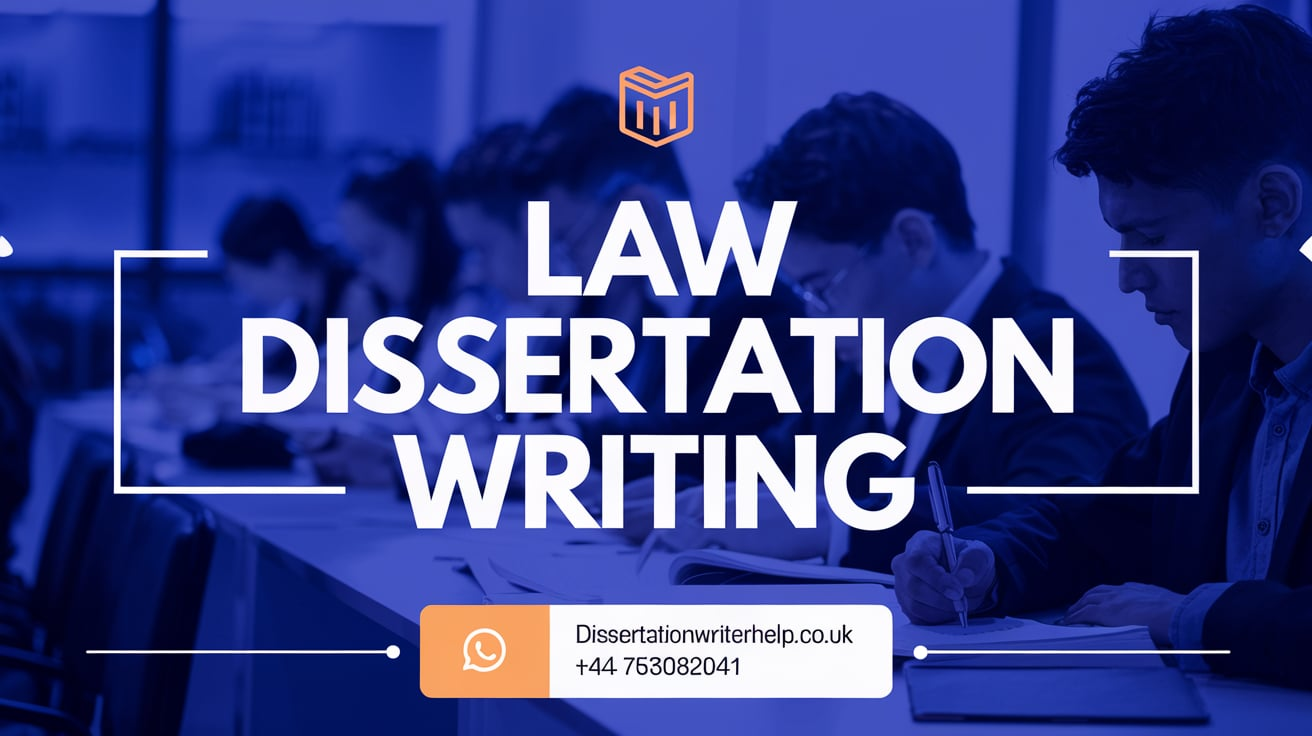 LAW
DISSERTATION
WRITING
Dissertationwriterhelp.co.uk
+44 753082041